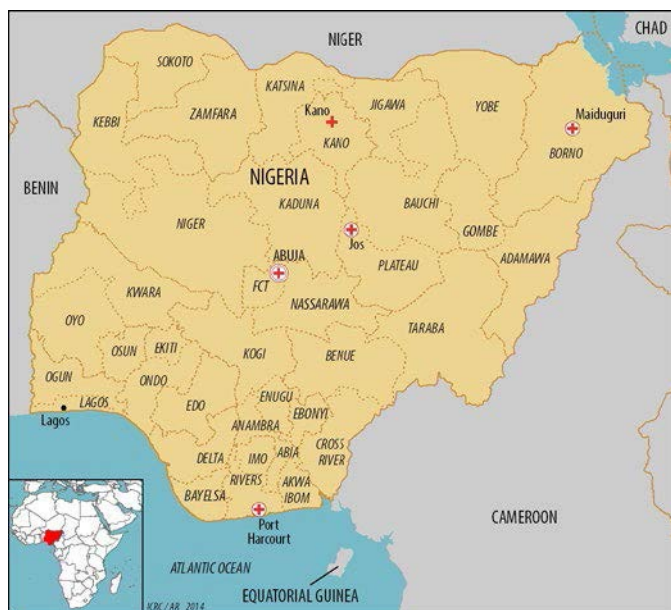 NIGER
CHAD
SOKOTO
KATSINA
Kano
JIGAWA
YOBE
Maiduguri
KEBBI
ZAMFARA
KANO
BORNO
BENIN
NIGERIA
KADUNA
BAUCHI
NIGER
GOMBE
Jos
ADAMAWA
ABUJA
PLATEAU
FCT
KWARA
NASSARAWA
OYO
TARABA
OSUN
EKITI
KOGI
BENUE
OGUN
ONDO
ENUGU
LAGOS
EDO
EBONYI
Lagos
ANAMBRA
CROSS
RIVER
DELTA
IMO
ABIA
RIVERS
AKWA
IBOM
BAYELSA
Port
Harcourt
CAMEROON
ATLANTIC OCEAN
EQUATORIAL GUINEA
ICRC / AB 2014